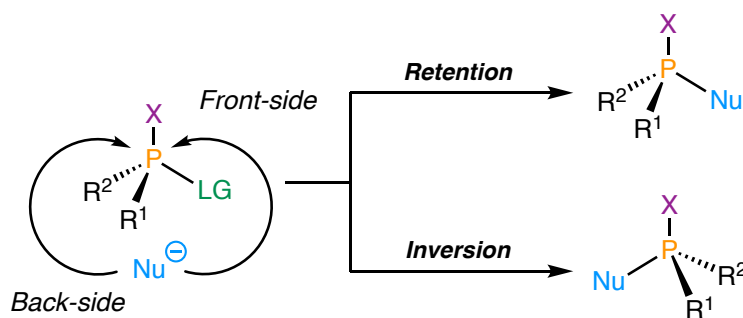 X
P
R²
R¹
LG
Front-side
Back-side
Nu⊖
Retention
Inversion
X
P
R²
R¹
Nu
X
P
Nu
R²
R¹